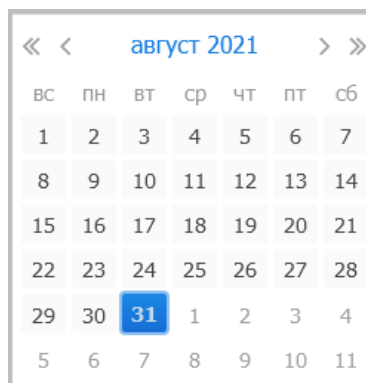 « ‹ август 2021 › »
вс пн вт ср чт пт сб
1 2 3 4 5 6 7
8 9 10 11 12 13 14
15 16 17 18 19 20 21
22 23 24 25 26 27 28
29 30 31 1 2 3 4
5 6 7 8 9 10 11